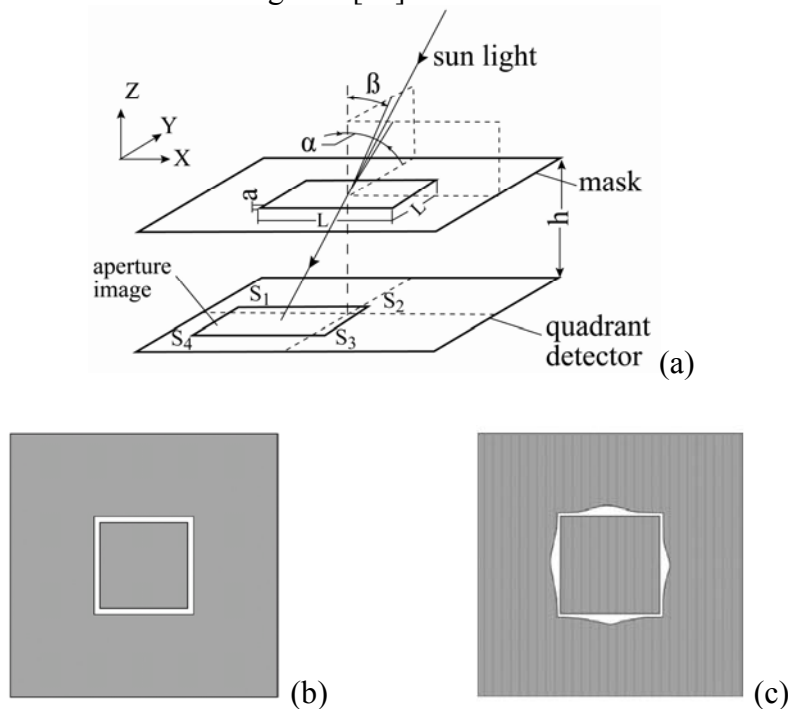 sun light
ß
Z
Y
X
α
mask
a
L
L
h
aperture
image
S1
S2
S4
S3
quadrant
detector
(a)
(b)
(c)